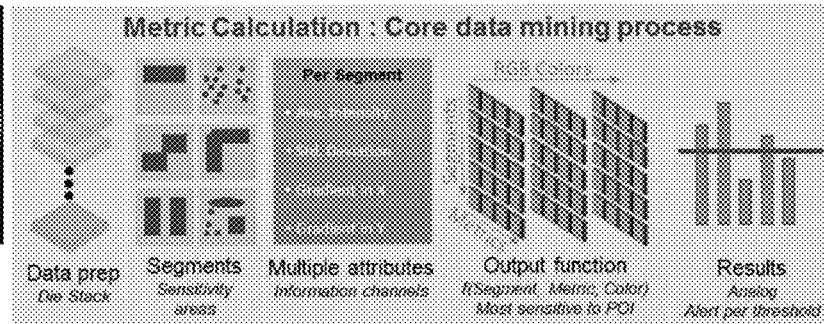 Metric Calculation : Core data mining process
Per Segment
RGB Colors
Segments
Data prep
Die Stack
Segments
Sensitivity
areas
Multiple attributes
Information channels
Output function
f(Segment, Metric, Color)
Most sensitive to POI
Results
Analog
Alert per threshold